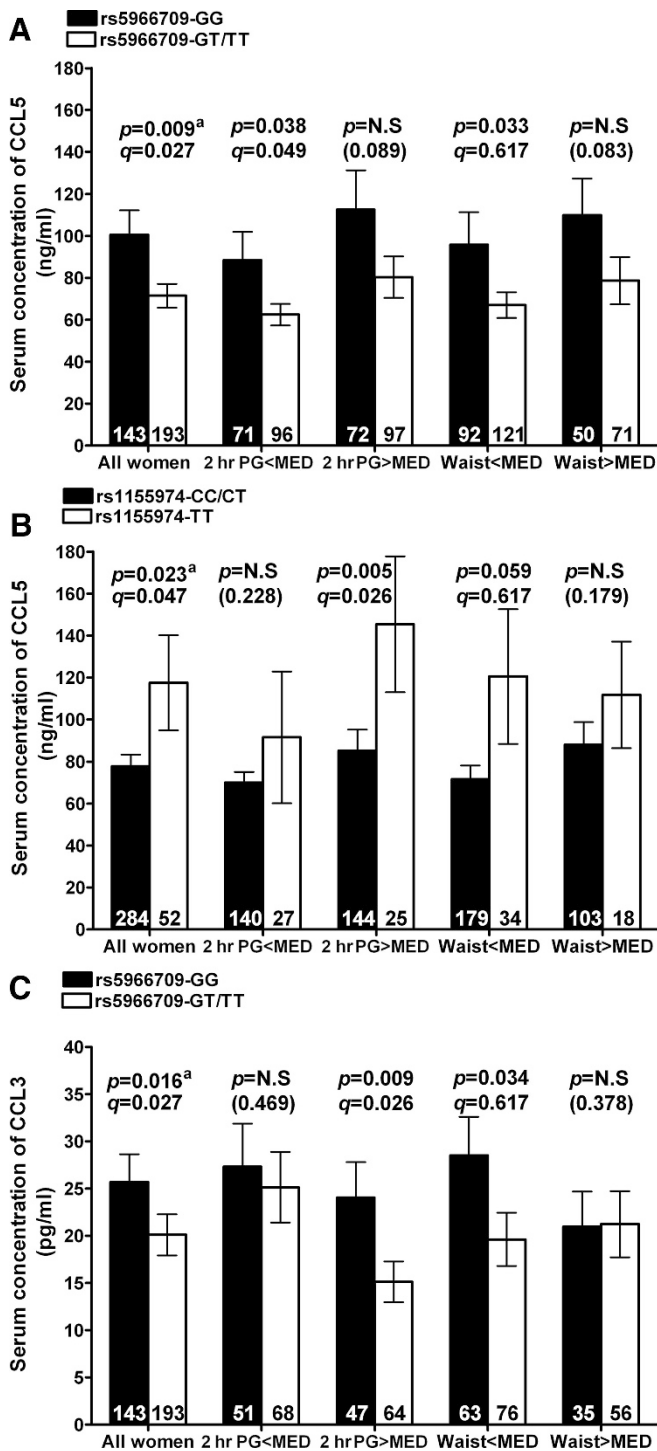 A
rs5966709-GG
rs5966709-GT/TT
Serum concentration of CCL5
(ng/ml)
180
160
140
120
100
80
60
40
20
0
p=0.009a p=0.038 p=N.S p=0.033 p=N.S
q=0.027 q=0.049 (0.089) q=0.617 (0.083)
143 193 71 96 72 97 92 121 50 71
All women 2 hr PG<MED 2 hrPG>MED Waist<MED Waist>MED
B
rs1155974-CC/CT
rs1155974-TT
Serum concentration of CCL5
(ng/ml)
180
160
140
120
100
80
60
40
20
0
p=0.023a p=N.S p=0.005 p=0.059 p=N.S
q=0.047 (0.228) q=0.026 q=0.617 (0.179)
284 52 140 27 144 25 179 34 103 18
All women 2 hr PG<MED 2 hr PG>MED Waist<MED Waist>MED
C
rs5966709-GG
rs5966709-GT/TT
Serum concentration of CCL3
(pg/ml)
40
35
30
25
20
15
10
5
0
p=0.016a p=N.S p=0.009 p=0.034 p=N.S
q=0.027 (0.469) q=0.026 q=0.617 (0.378)
143 193 51 68 47 64 63 76 35 56
All women 2 hr PG<MED 2 hr PG>MED Waist<MED Waist>MED